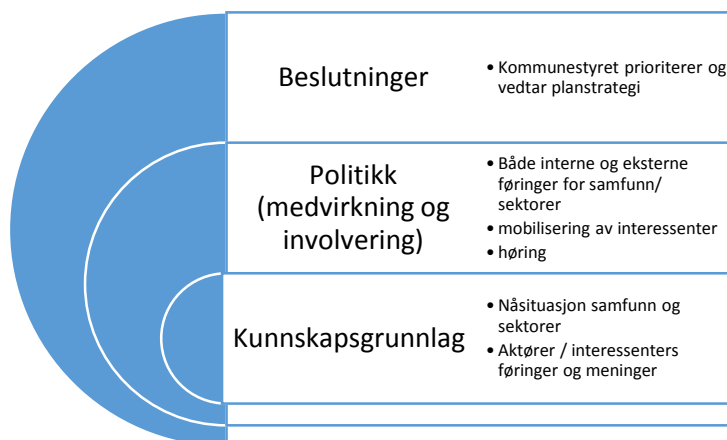 Beslutninger
• Kommunestyret prioriterer og
vedtar planstrategi
Politikk
(medvirkning og
involvering)
• Både interne og eksterne
føringer for samfunn/
sektorer
• mobilisering av interessenter
• høring
Kunnskapsgrunnlag
• Nåsituasjon samfunn og
sektorer
• Aktører / interessenters
føringer og meninger